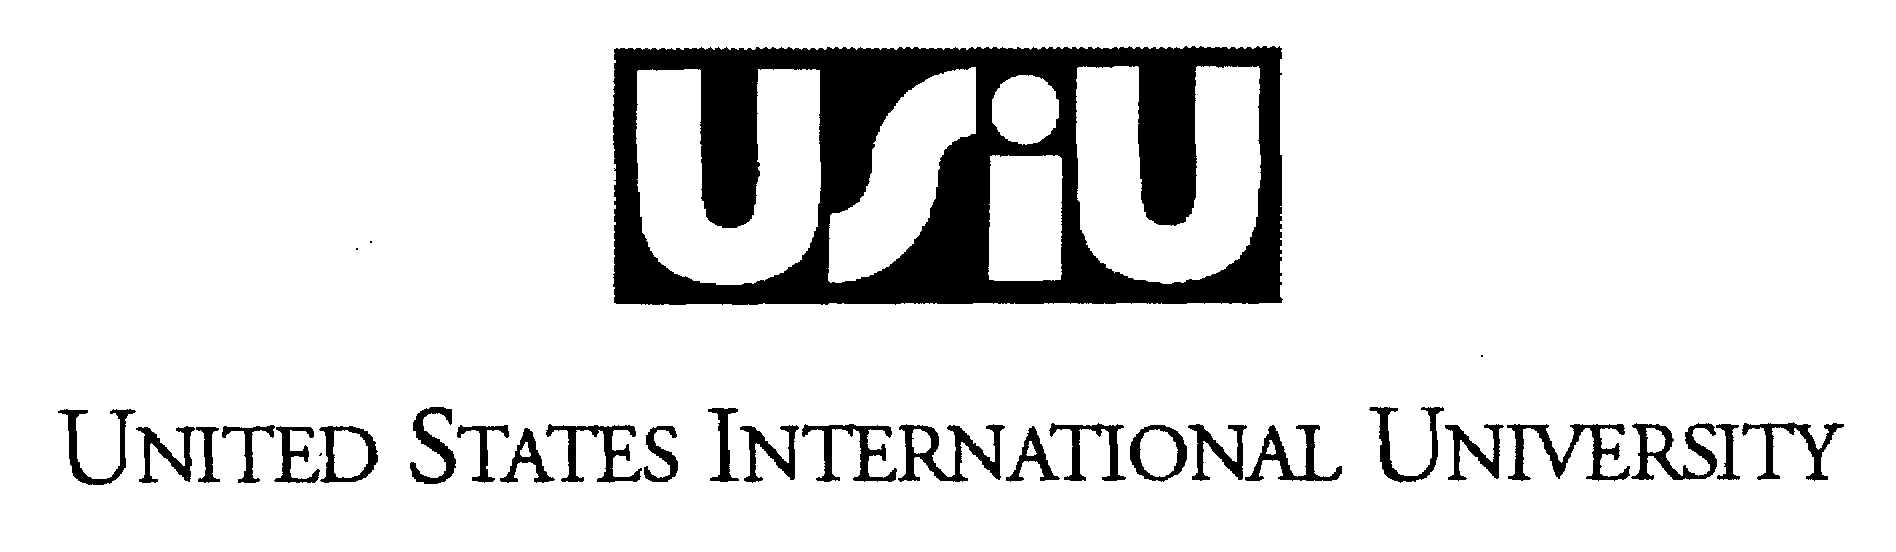 USiU
UNITED STATES INTERNATIONAL UNIVERSITY